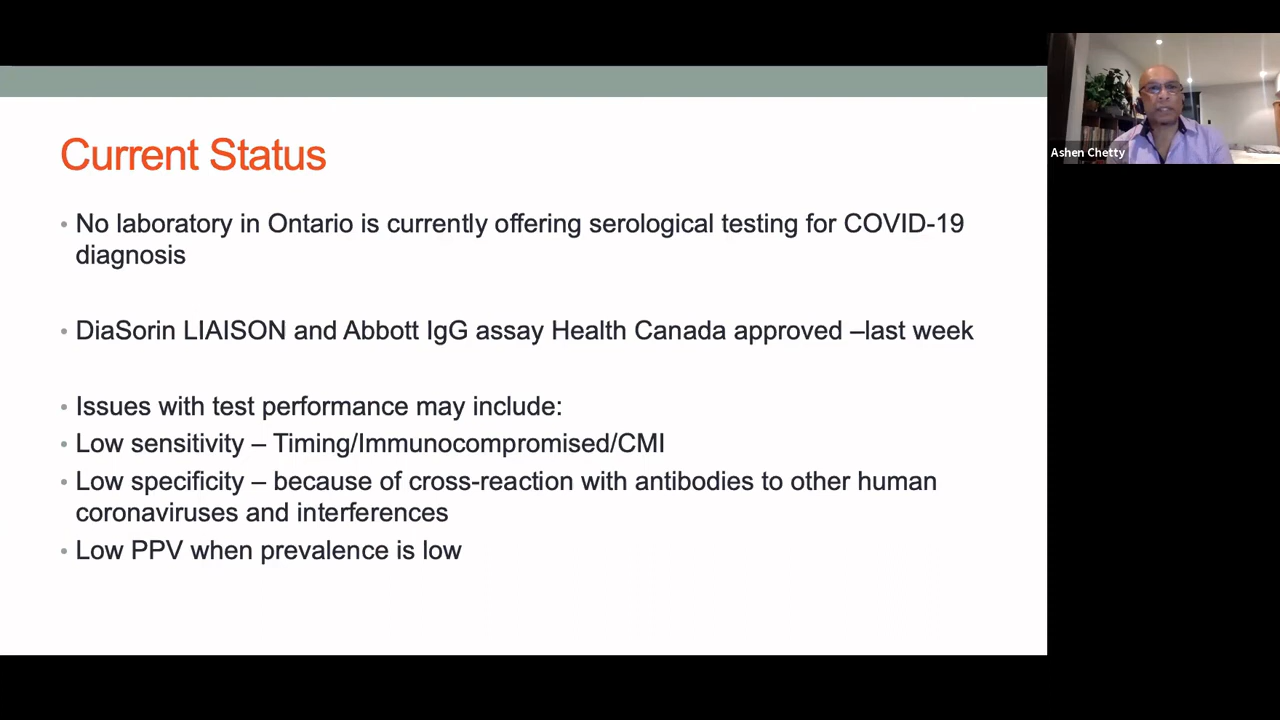 Current Status
• No laboratory in Ontario is currently offering serological testing for COVID-19
diagnosis
• DiaSorin LIAISON and Abbott IgG assay Health Canada approved –last week
• Issues with test performance may include:
• Low sensitivity – Timing/Immunocompromised/CMI
• Low specificity – because of cross-reaction with antibodies to other human
coronaviruses and interferences
• Low PPV when prevalence is low
Ashen Chetty